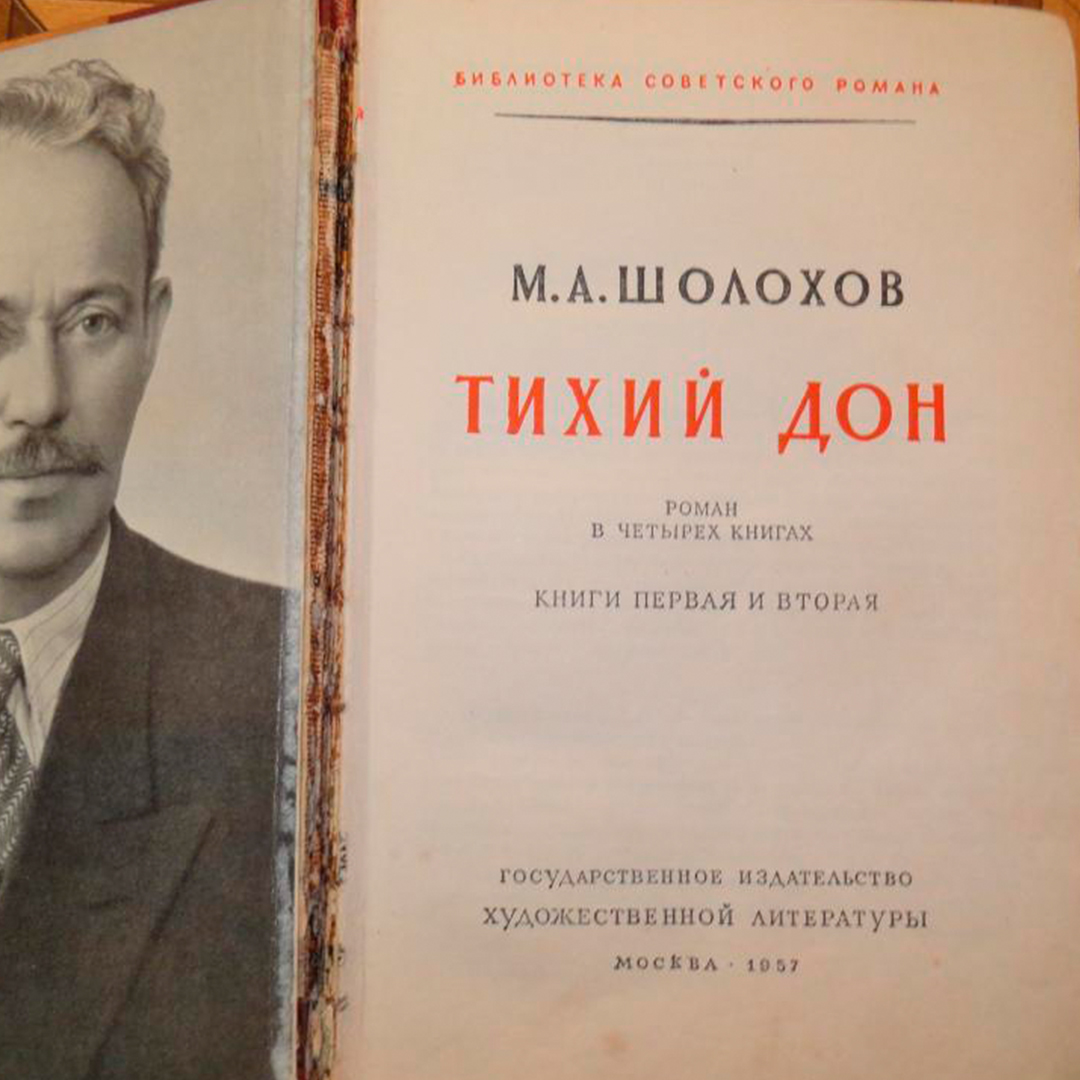 БИБЛИОТЕКА СОВЕТСКОГО РОМАНА
М.А.ШОЛОХОВ
ТИХИЙ ДОН
РОМАН
В ЧЕТЫРЕХ КНИГАХ
КНИГИ ПЕРВАЯ И ВТОРАЯ
ГОСУДАРСТВЕННОЕ ИЗДАТЕЛЬСТВО
ХУДОЖЕСТВЕННОЙ ЛИТЕРАТУРЫ
МОСКВА · 1957